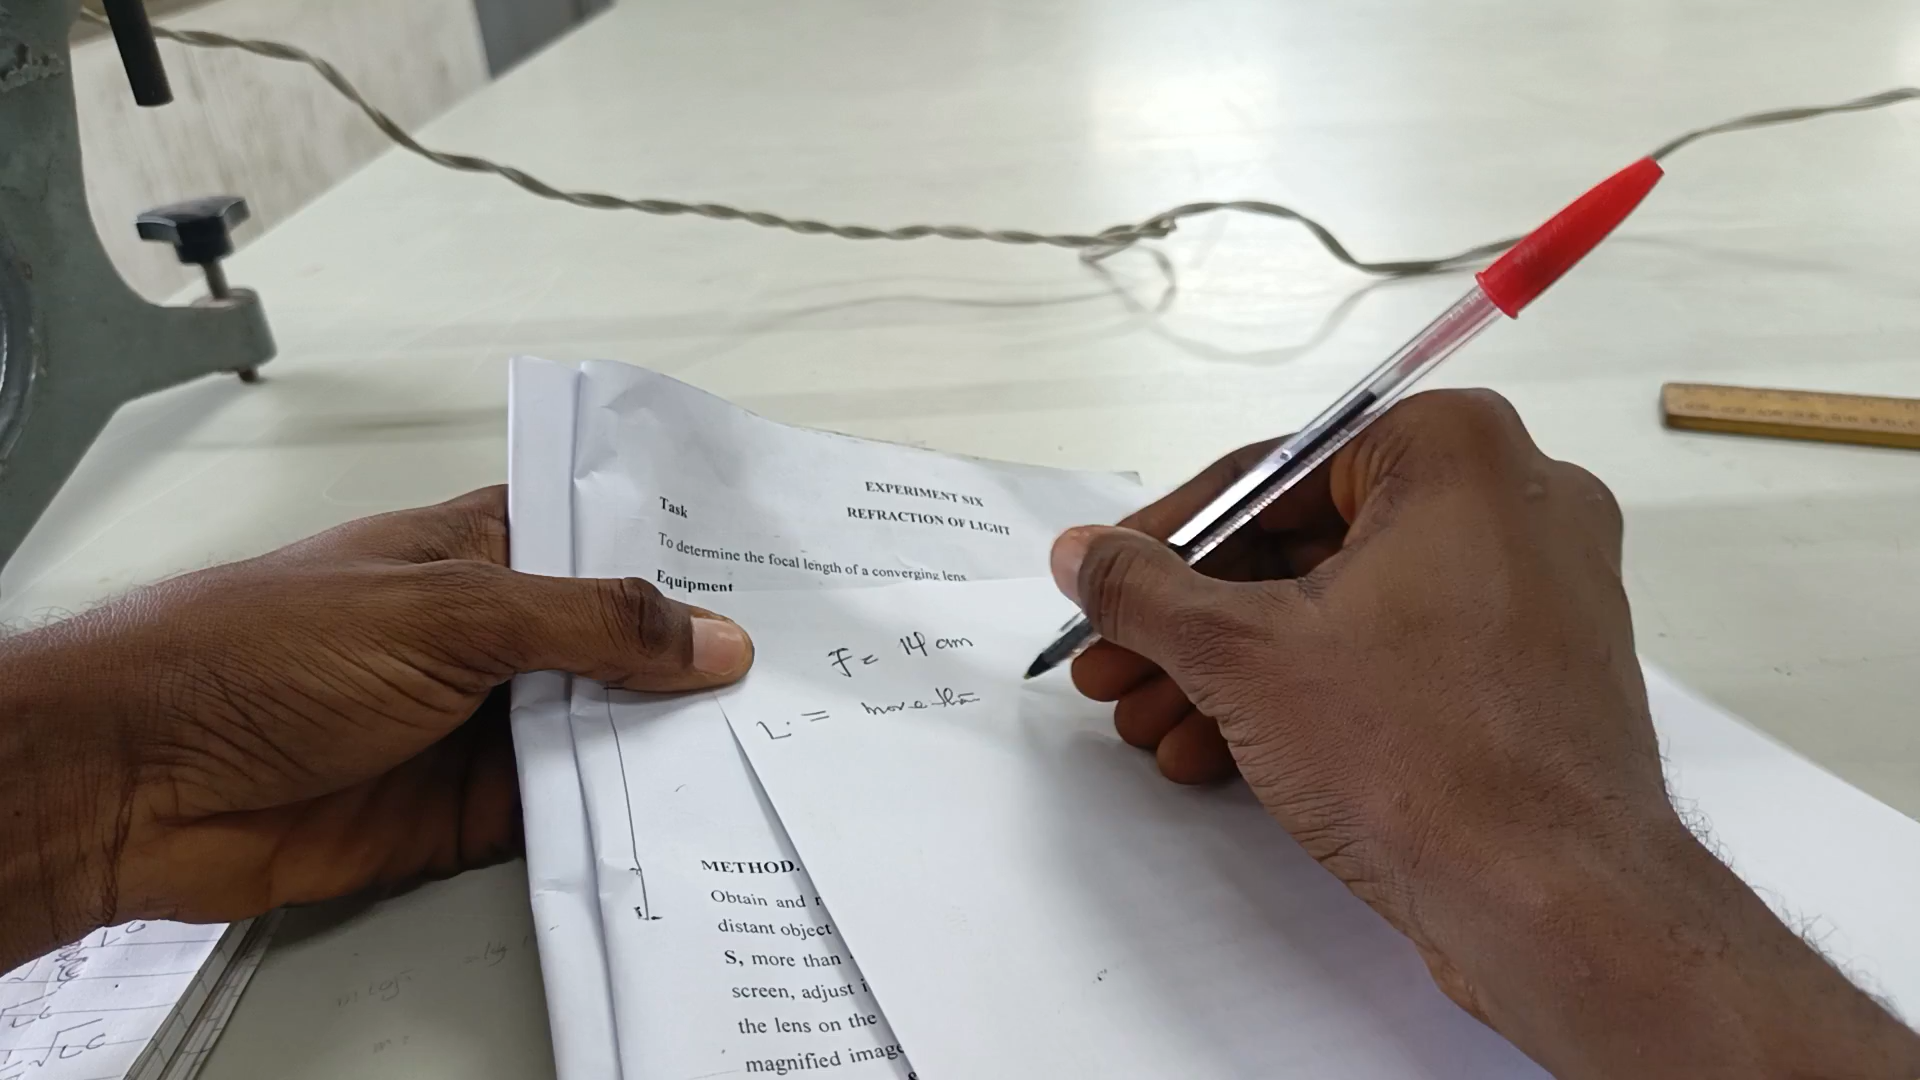 EXPERIMENT SIX
REFRACTION OF LIGHT
Task
To determine the focal length of a converging lens
Equipment
F = 14 cm
L. = more than
METHOD.
Obtain and
distant object
S, more than
screen, adjust
the lens on the
magnified image